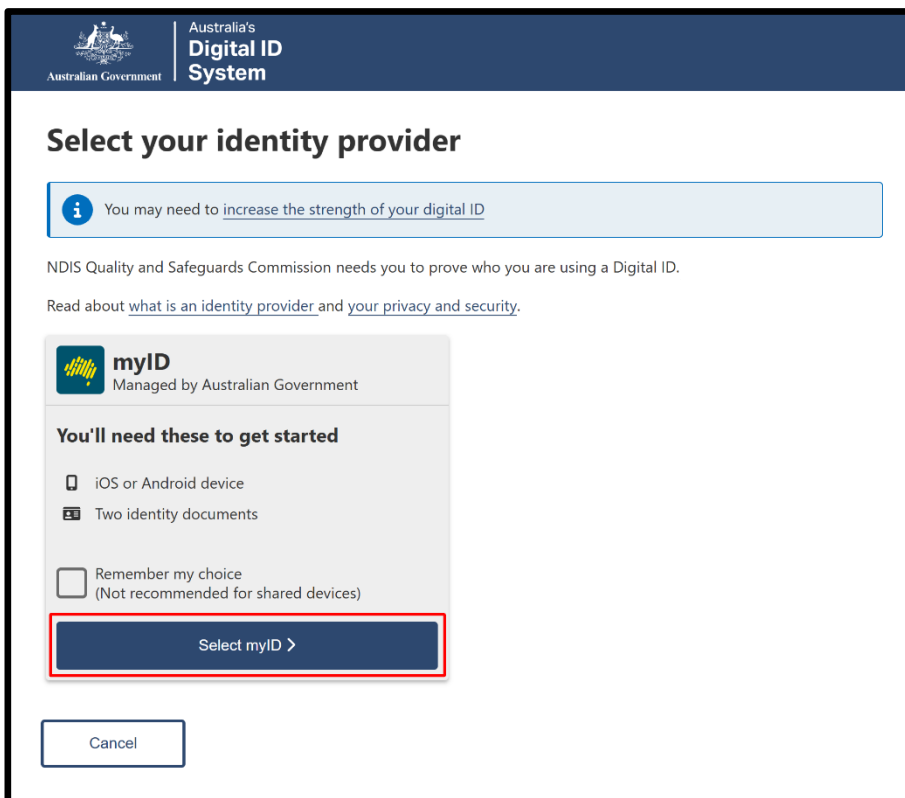 Australian Government
Australia's
Digital ID
System
Select your identity provider
You may need to increase the strength of your digital ID
NDIS Quality and Safeguards Commission needs you to prove who you are using a Digital ID.
Read about what is an identity provider and your privacy and security.
myID
Managed by Australian Government
You'll need these to get started
iOS or Android device
Two identity documents
Remember my choice
(Not recommended for shared devices)
Select myID
Cancel